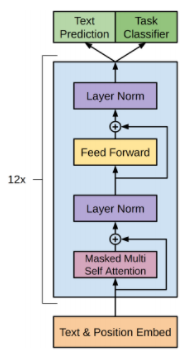 Text
Prediction
Task
Classifier
Layer Norm
Feed Forward
12x
Layer Norm
Masked Multi
Self Attention
Text & Position Embed